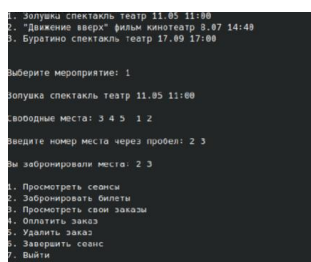 1. Золушка спектакль театр 11.05 11:00
2. "Движение вверх" фильм кинотеатр 8.07 14:40
3. Буратино спектакль театр 17.09 17:00
Выберите мероприятие: 1
Золушка спектакль театр 11.05 11:00
Свободные места: 3 4 5 1 2
Введите номер места через пробел: 2 3
Вы забронировали места: 2 3
1. Просмотреть сеансы
2. Забронировать билеты
3. Просмотреть свои заказы
4. Оплатить заказ
5. Удалить заказ
6. Завершить сеанс
7. Выйти